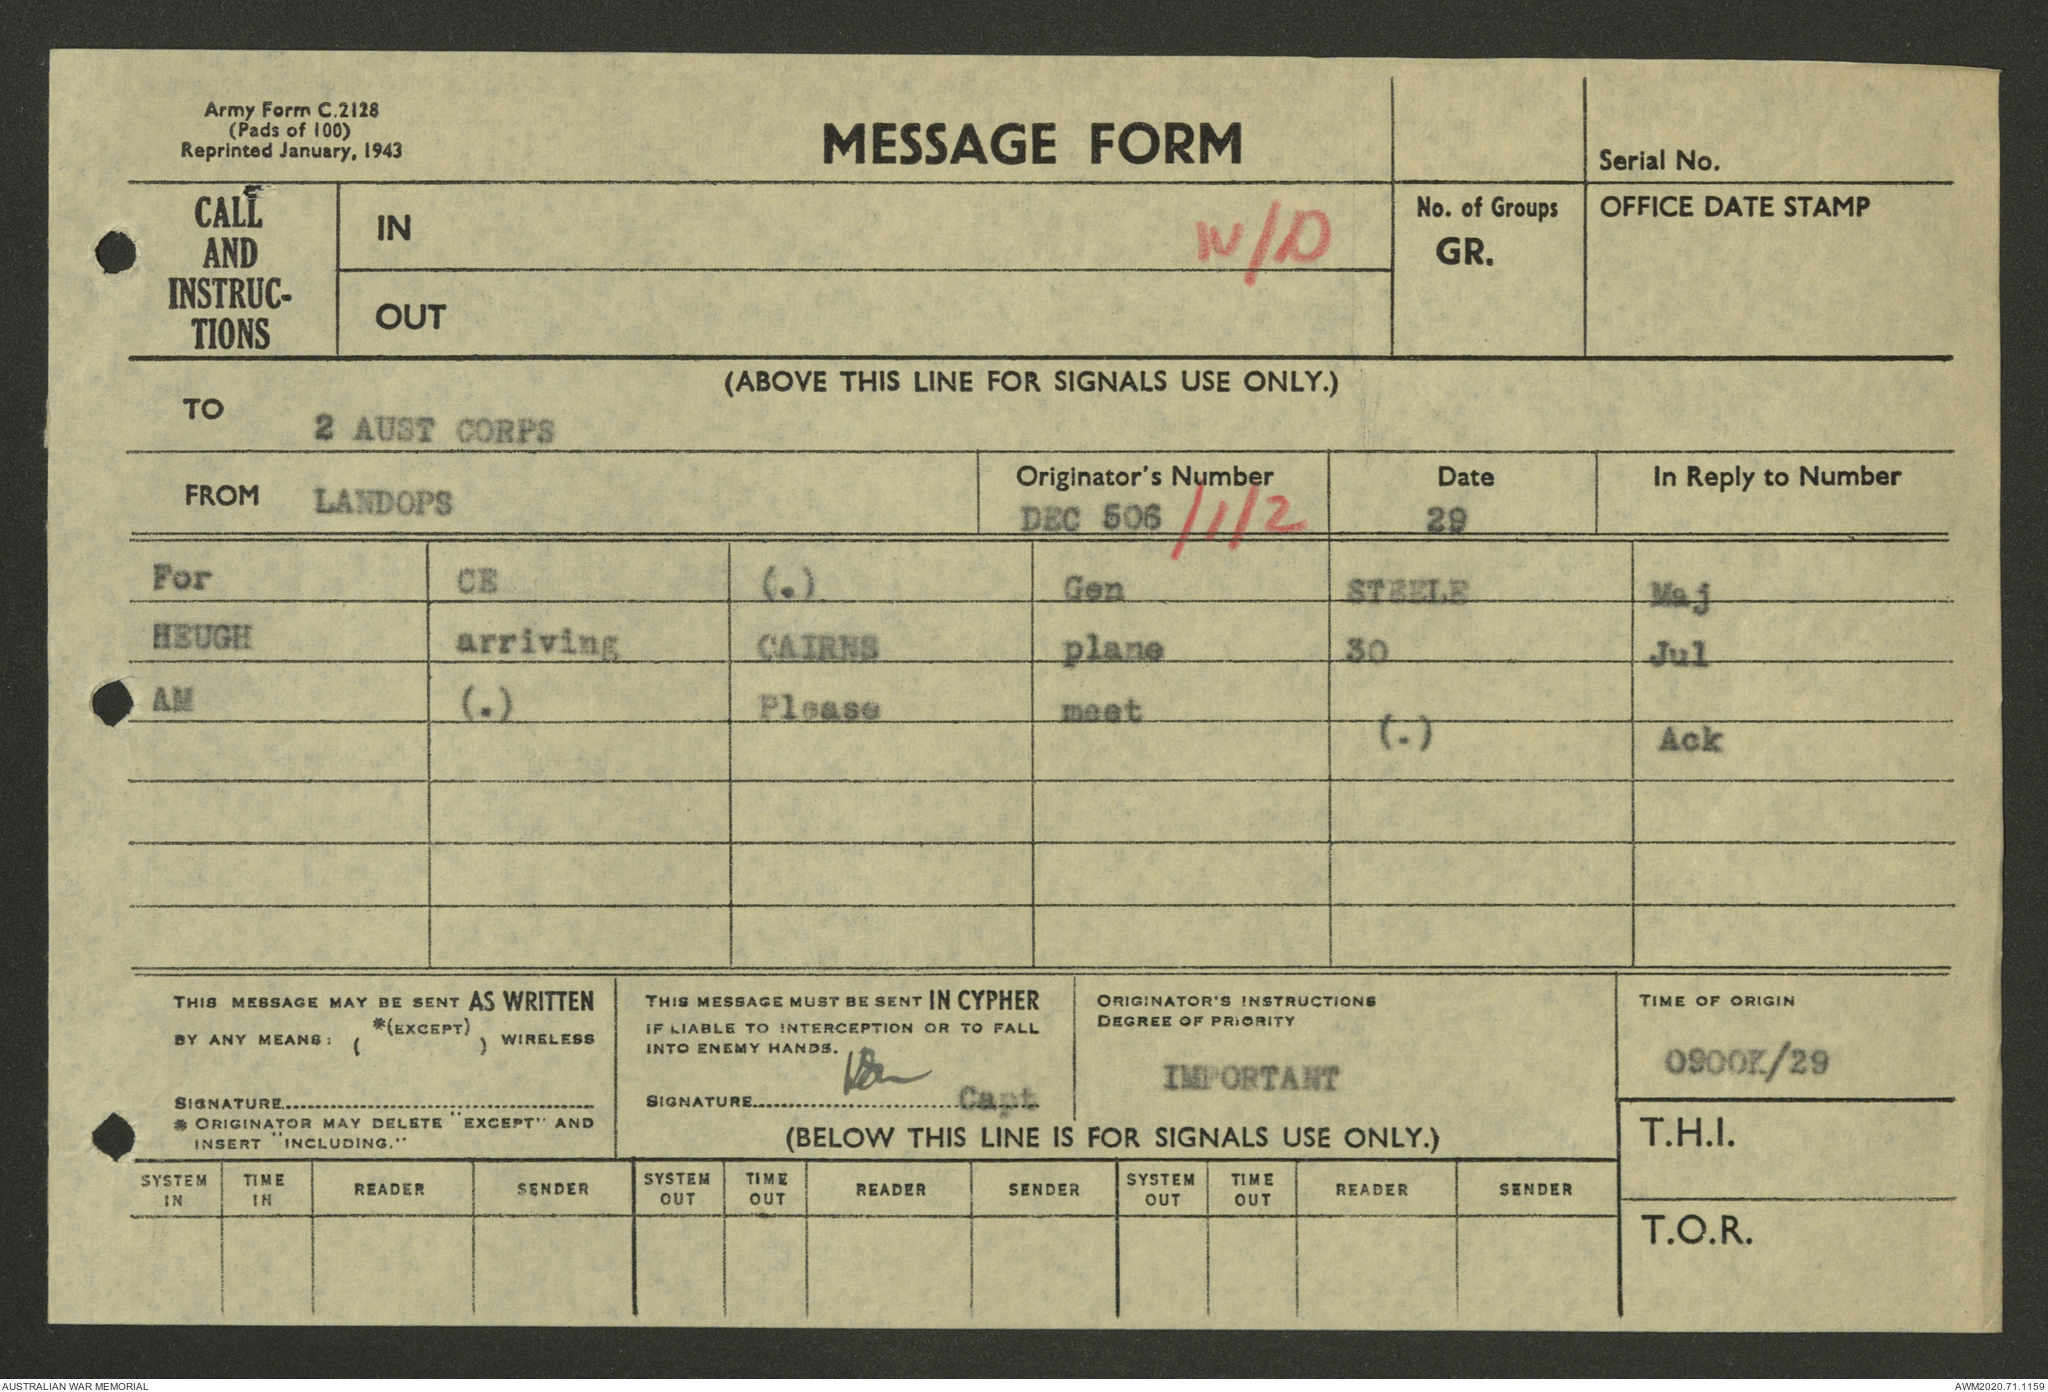 Army Form C.2128
(Pads of 100)
Reprinted January, 1943
MESSAGE FORM
Serial No.
CALL
AND
INSTRUC-
TIONS
IN
W/D
OUT
No. of Groups
GR.
OFFICE DATE STAMP
(ABOVE THIS LINE FOR SIGNALS USE ONLY.)
TO 2 AUST CORPS
FROM LANDOPS
Originator's Number
DEC 506 /1/2
Date
29
In Reply to Number
For CE (.) Gen STEELE Maj
HEUGH arriving CAIRNS plane 30 Jul
AM (.) Please meet (.) Ack
THIS MESSAGE MAY BE SENT AS WRITTEN
BY ANY MEANS: ( *(EXCEPT) ) WIRELESS
SIGNATURE
* ORIGINATOR MAY DELETE "EXCEPT" AND
INSERT "INCLUDING."
THIS MESSAGE MUST BE SENT IN CYPHER
IF LIABLE TO INTERCEPTION OR TO FALL
INTO ENEMY HANDS.
SIGNATURE Capt
ORIGINATOR'S INSTRUCTIONS
DEGREE OF PRIORITY
IMPORTANT
TIME OF ORIGIN
0900K/29
(BELOW THIS LINE IS FOR SIGNALS USE ONLY.)
T.H.I.
T.O.R.
SYSTEM IN TIME IN READER SENDER SYSTEM OUT TIME OUT READER SENDER SYSTEM OUT TIME OUT READER SENDER
AUSTRALIAN WAR MEMORIAL
AWM2020.71.1159